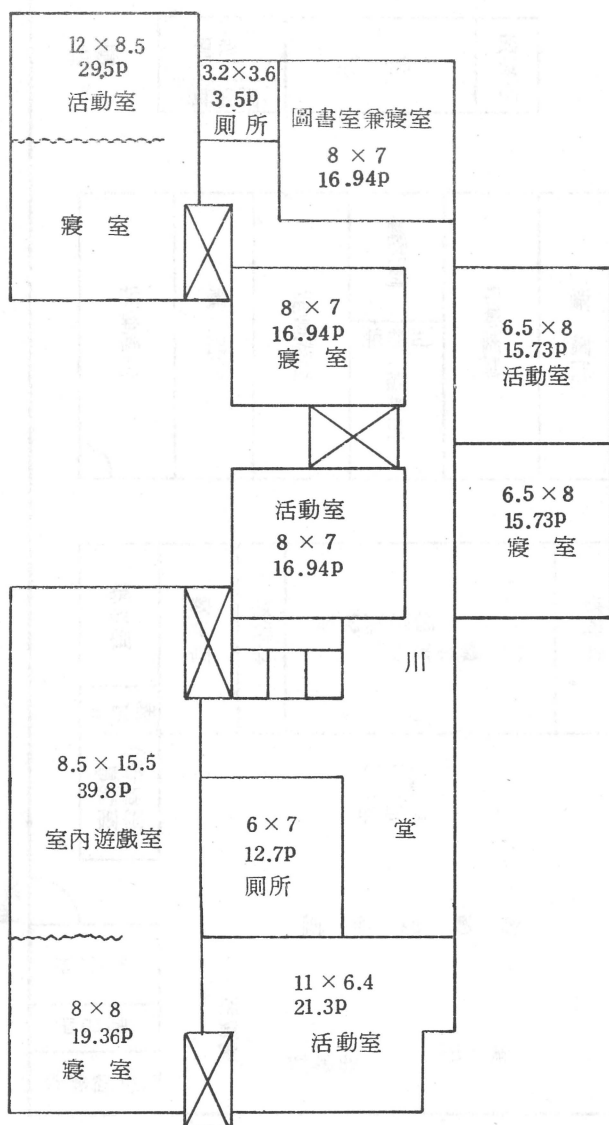 12 × 8.5
29.5P
活動室
寢 室
3.2×3.6
3.5P
厠 所
圖書室兼寢室
8 × 7
16.94P
8 × 7
16.94P
寢 室
6.5 × 8
15.73P
活動室
6.5 × 8
15.73P
寢 室
活動室
8 × 7
16.94P
川
堂
8.5 × 15.5
39.8P
室內遊戲室
6 × 7
12.7P
厠所
8 × 8
19.36P
寢 室
11 × 6.4
21.3P
活動室